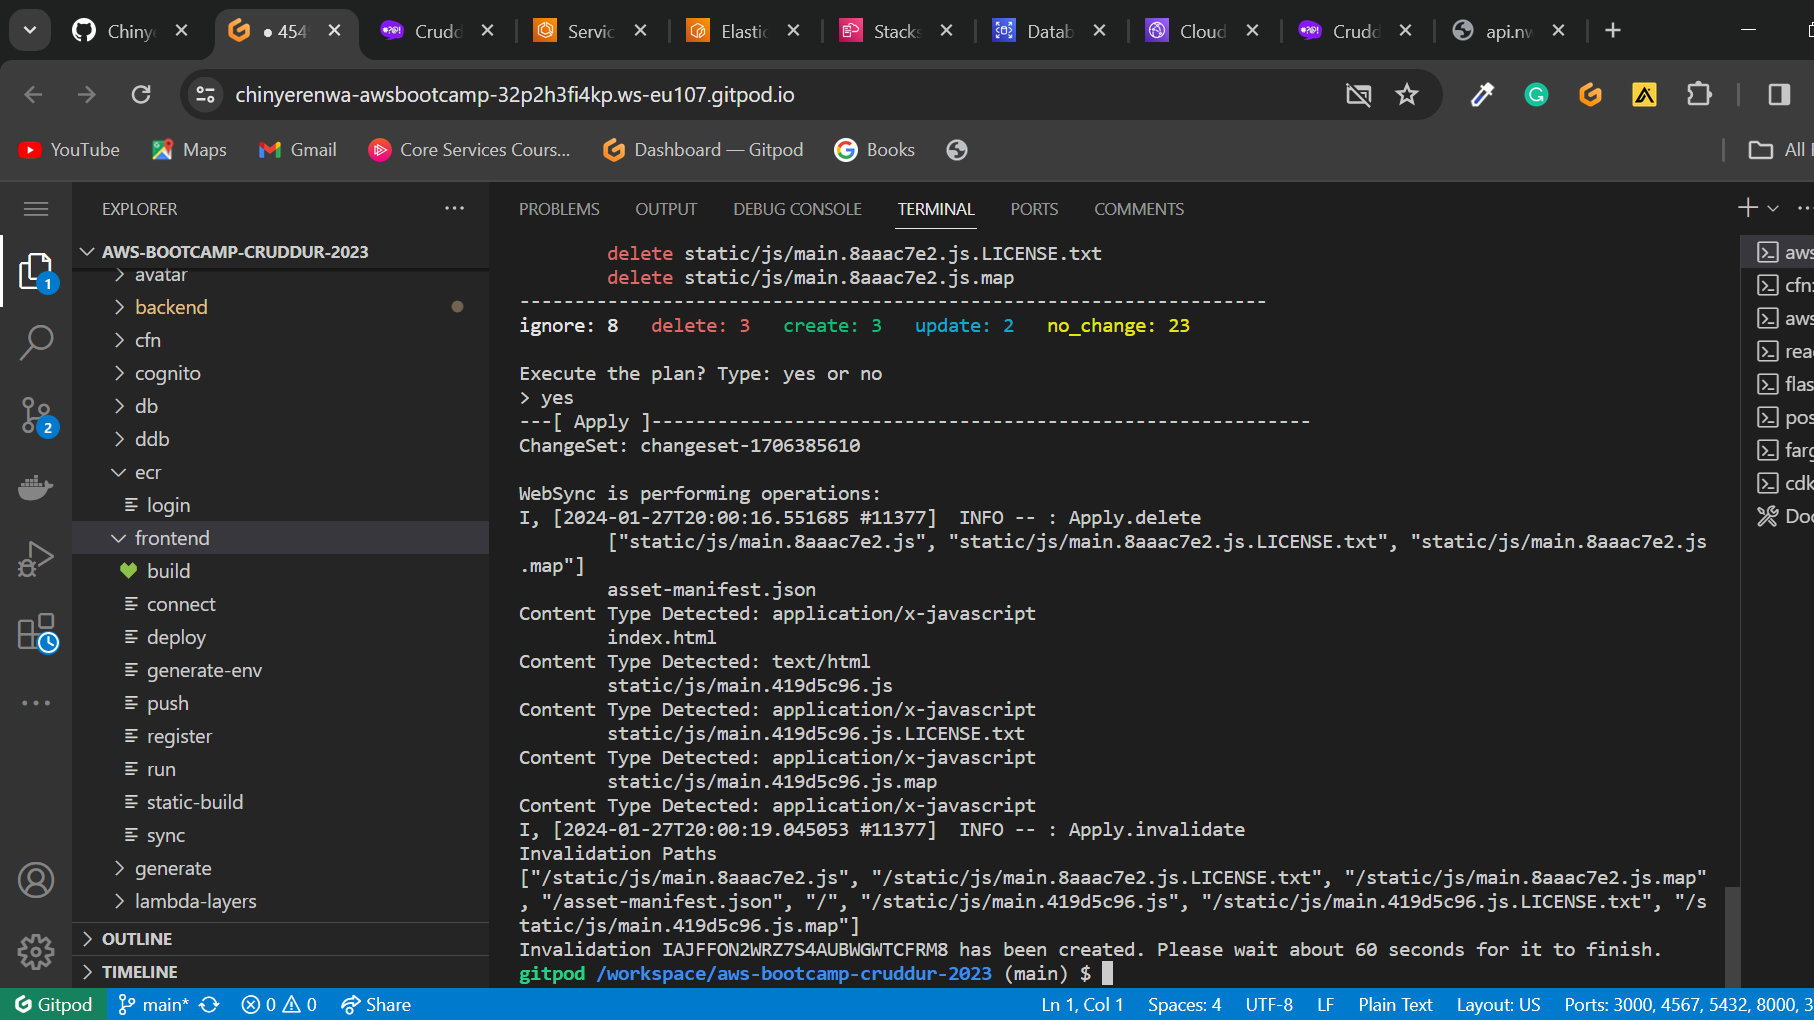 Chinye
454
Crudd
Servic
Elastic
Stacks
Datab
Cloud
Crudd
api.nw
chinyerenwa-awsbootcamp-32p2h3fi4kp.ws-eu107.gitpod.io
YouTube
Maps
Gmail
Core Services Cours...
Dashboard — Gitpod
Books
All
EXPLORER
PROBLEMS
OUTPUT
DEBUG CONSOLE
TERMINAL
PORTS
COMMENTS
AWS-BOOTCAMP-CRUDDUR-2023
avatar
backend
cfn
cognito
db
ddb
ecr
login
frontend
build
connect
deploy
generate-env
push
register
run
static-build
sync
generate
lambda-layers
OUTLINE
TIMELINE
1
2
delete static/js/main.8aaac7e2.js.LICENSE.txt
delete static/js/main.8aaac7e2.js.map
--------------------------------------------------------------------
ignore: 8 delete: 3 create: 3 update: 2 no_change: 23
Execute the plan? Type: yes or no
> yes
---[ Apply ]------------------------------------------------------------
ChangeSet: changeset-1706385610
WebSync is performing operations:
I, [2024-01-27T20:00:16.551685 #11377] INFO -- : Apply.delete
["static/js/main.8aaac7e2.js", "static/js/main.8aaac7e2.js.LICENSE.txt", "static/js/main.8aaac7e2.js
.map"]
asset-manifest.json
Content Type Detected: application/x-javascript
index.html
Content Type Detected: text/html
static/js/main.419d5c96.js
Content Type Detected: application/x-javascript
static/js/main.419d5c96.js.LICENSE.txt
Content Type Detected: application/x-javascript
static/js/main.419d5c96.js.map
Content Type Detected: application/x-javascript
I, [2024-01-27T20:00:19.045053 #11377] INFO -- : Apply.invalidate
Invalidation Paths
["/static/js/main.8aaac7e2.js", "/static/js/main.8aaac7e2.js.LICENSE.txt", "/static/js/main.8aaac7e2.js.map"
, "/asset-manifest.json", "/", "/static/js/main.419d5c96.js", "/static/js/main.419d5c96.js.LICENSE.txt", "/s
tatic/js/main.419d5c96.js.map"]
Invalidation IAJFFON2WRZ7S4AUBWGWTCFRM8 has been created. Please wait about 60 seconds for it to finish.
gitpod /workspace/aws-bootcamp-cruddur-2023 (main) $
aws
cfn:
aws
rea
flas
pos
farg
cdk
Doc
Gitpod
main*
0
0
Share
Ln 1, Col 1
Spaces: 4
UTF-8
LF
Plain Text
Layout: US
Ports: 3000, 4567, 5432, 8000, 3